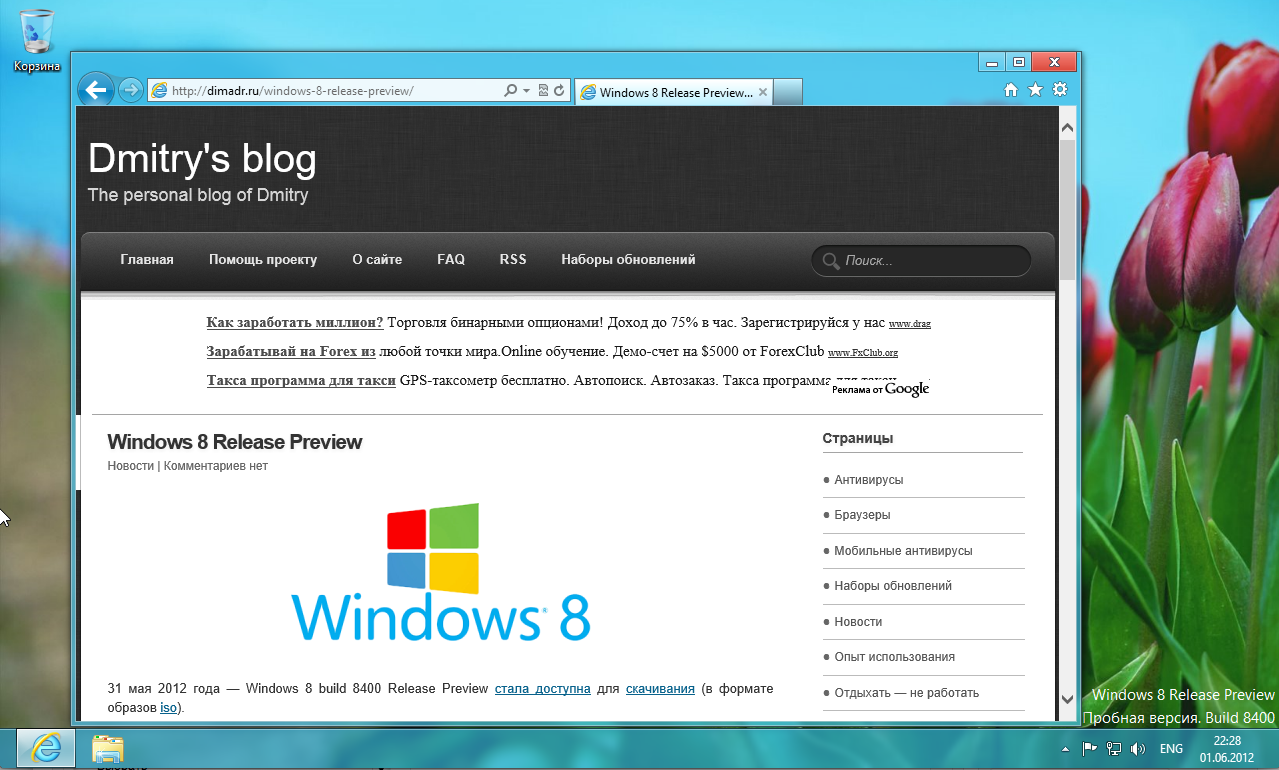 Корзина
http://dimadr.ru/windows-8-release-preview/
Windows 8 Release Preview...
Dmitry's blog
The personal blog of Dmitry
Главная Помощь проекту О сайте FAQ RSS Наборы обновлений Поиск...
Как заработать миллион? Торговля бинарными опционами! Доход до 75% в час. Зарегистрируйся у нас www.drag
Зарабатывай на Forex из любой точки мира.Online обучение. Демо-счет на $5000 от ForexClub www.FxClub.org
Такса программа для такси GPS-таксометр бесплатно. Автопоиск. Автозаказ. Такса программа для такси
Реклама от Google
Windows 8 Release Preview
Новости | Комментариев нет
Windows® 8
31 мая 2012 года — Windows 8 build 8400 Release Preview стала доступна для скачивания (в формате
образов iso).
Страницы
Антивирусы
Браузеры
Мобильные антивирусы
Наборы обновлений
Новости
Опыт использования
Отдыхать — не работать
Windows 8 Release Preview
Пробная версия. Build 8400
ENG
22:28
01.06.2012